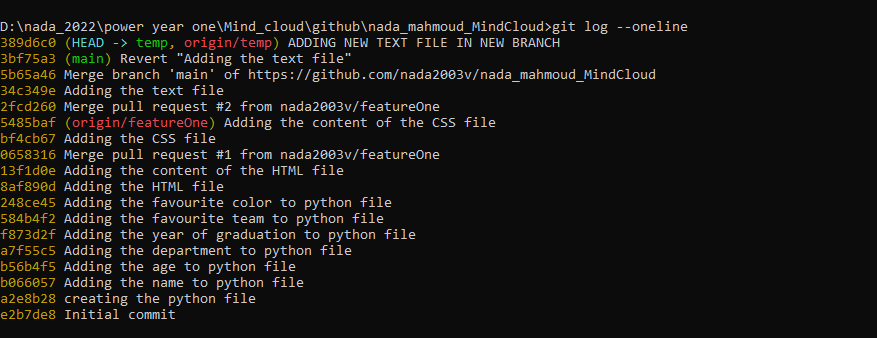 D:\nada_2022\power year one\Mind_cloud\github\nada_mahmoud_MindCloud>git log --oneline
389d6c0 (HEAD -> temp, origin/temp) ADDING NEW TEXT FILE IN NEW BRANCH
3bf75a3 (main) Revert "Adding the text file"
5b65a46 Merge branch 'main' of https://github.com/nada2003v/nada_mahmoud_MindCloud
34c349e Adding the text file
2fcd260 Merge pull request #2 from nada2003v/featureOne
5485baf (origin/featureOne) Adding the content of the CSS file
bf4cb67 Adding the CSS file
0658316 Merge pull request #1 from nada2003v/featureOne
13f1d0e Adding the content of the HTML file
8af890d Adding the HTML file
248ce45 Adding the favourite color to python file
584b4f2 Adding the favourite team to python file
f873d2f Adding the year of graduation to python file
a7f55c5 Adding the department to python file
b56b4f5 Adding the age to python file
b066057 Adding the name to python file
a2e8b28 creating the python file
e2b7de8 Initial commit